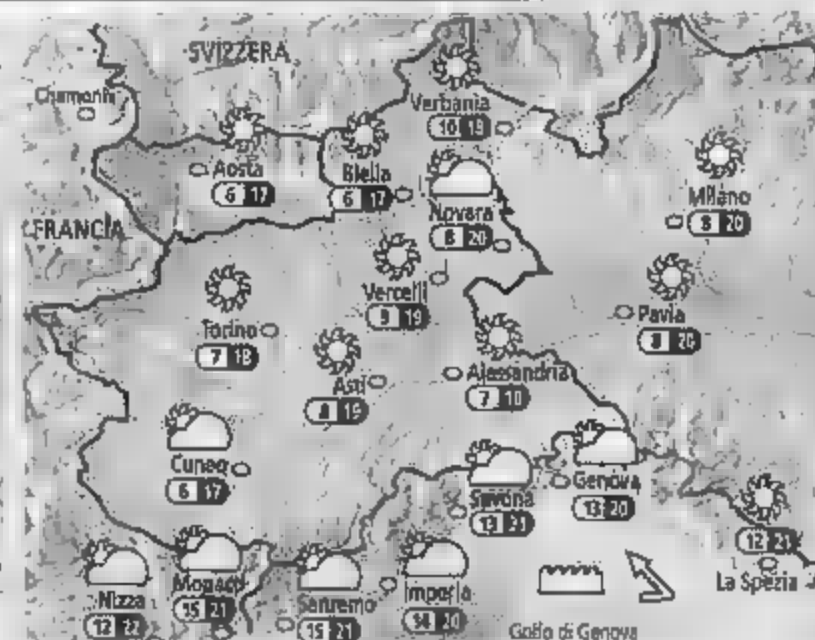 SVIZZERA
Chamonix
Verbania
10
Aosta
6 17
Biella
6 17
Milano
8 20
FRANCIA
Novara
8 20
Vercelli
9 19
Pavia
8 20
Torino
7 18
Asti
8 19
Alessandria
7
Cuneo
6 17
Savona
13
Genova
13 20
12 21
La Spezia
Nizza
12 22
Monaco
15 21
Sanremo
15 21
Imperia
14 20
Golfo di Genova